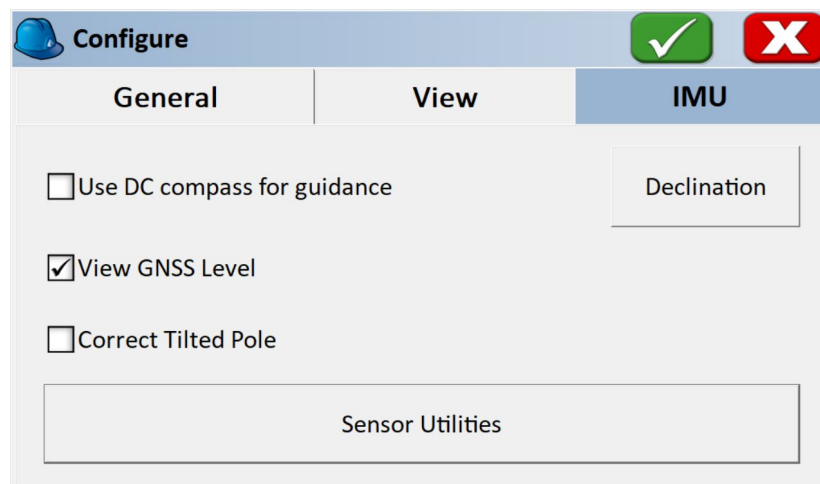 Configure
General View IMU
Use DC compass for guidance Declination
View GNSS Level
Correct Tilted Pole
Sensor Utilities